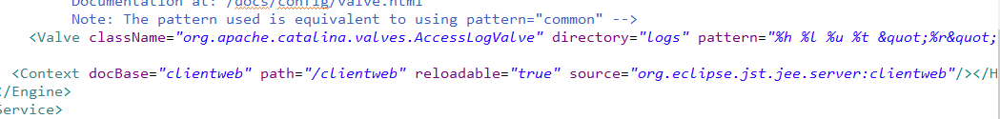 Documentation at: /docs/config/valve.html
Note: The pattern used is equivalent to using pattern="common" -->
<Valve className="org.apache.catalina.valves.AccessLogValve" directory="logs" pattern="%h %l %u %t &quot;%r&quot;
<Context docBase="clientweb" path="/clientweb" reloadable="true" source="org.eclipse.jst.jee.server:clientweb"/></H
</Engine>
Service>